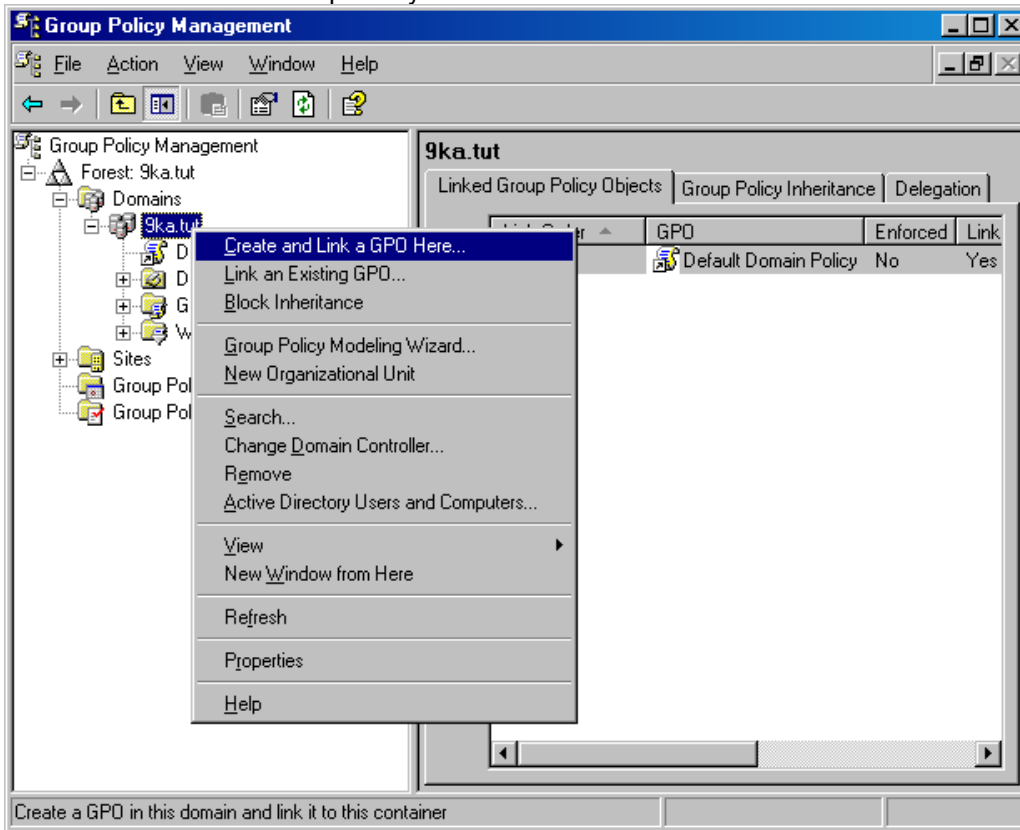 Group Policy Management
File Action View Window Help
Group Policy Management
Forest: 9ka.tut
Domains
9ka.tut
D
D
G
W
Sites
Group Pol
Group Pol
9ka.tut
Linked Group Policy Objects Group Policy Inheritance Delegation
GPO Enforced Link
Default Domain Policy No Yes
Create and Link a GPO Here...
Link an Existing GPO...
Block Inheritance
Group Policy Modeling Wizard...
New Organizational Unit
Search...
Change Domain Controller...
Remove
Active Directory Users and Computers...
View
New Window from Here
Refresh
Properties
Help
Create a GPO in this domain and link it to this container